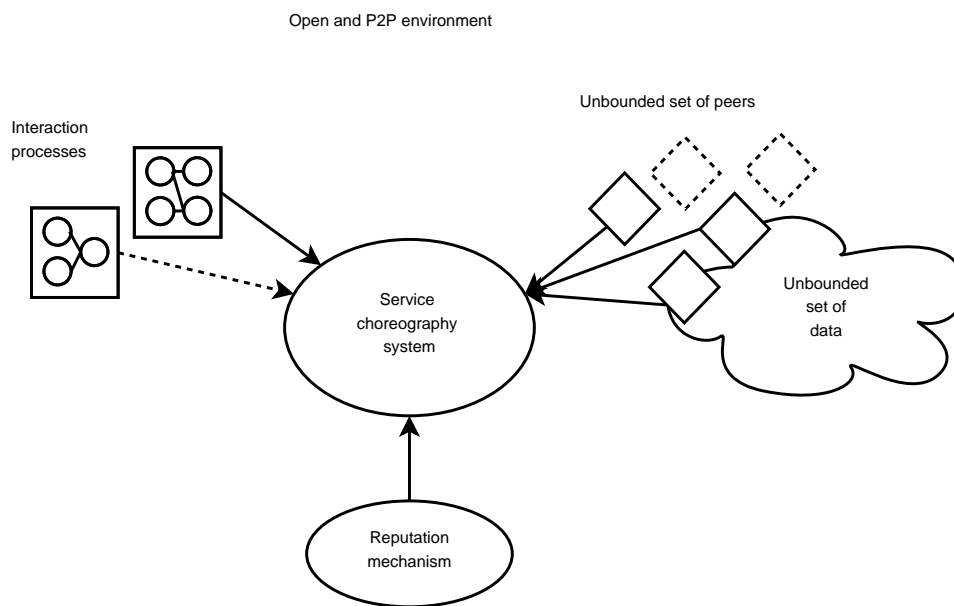 Open and P2P environment
Unbounded set of peers
Interaction
processes
Service
choreography
system
Unbounded
set of
data
Reputation
mechanism